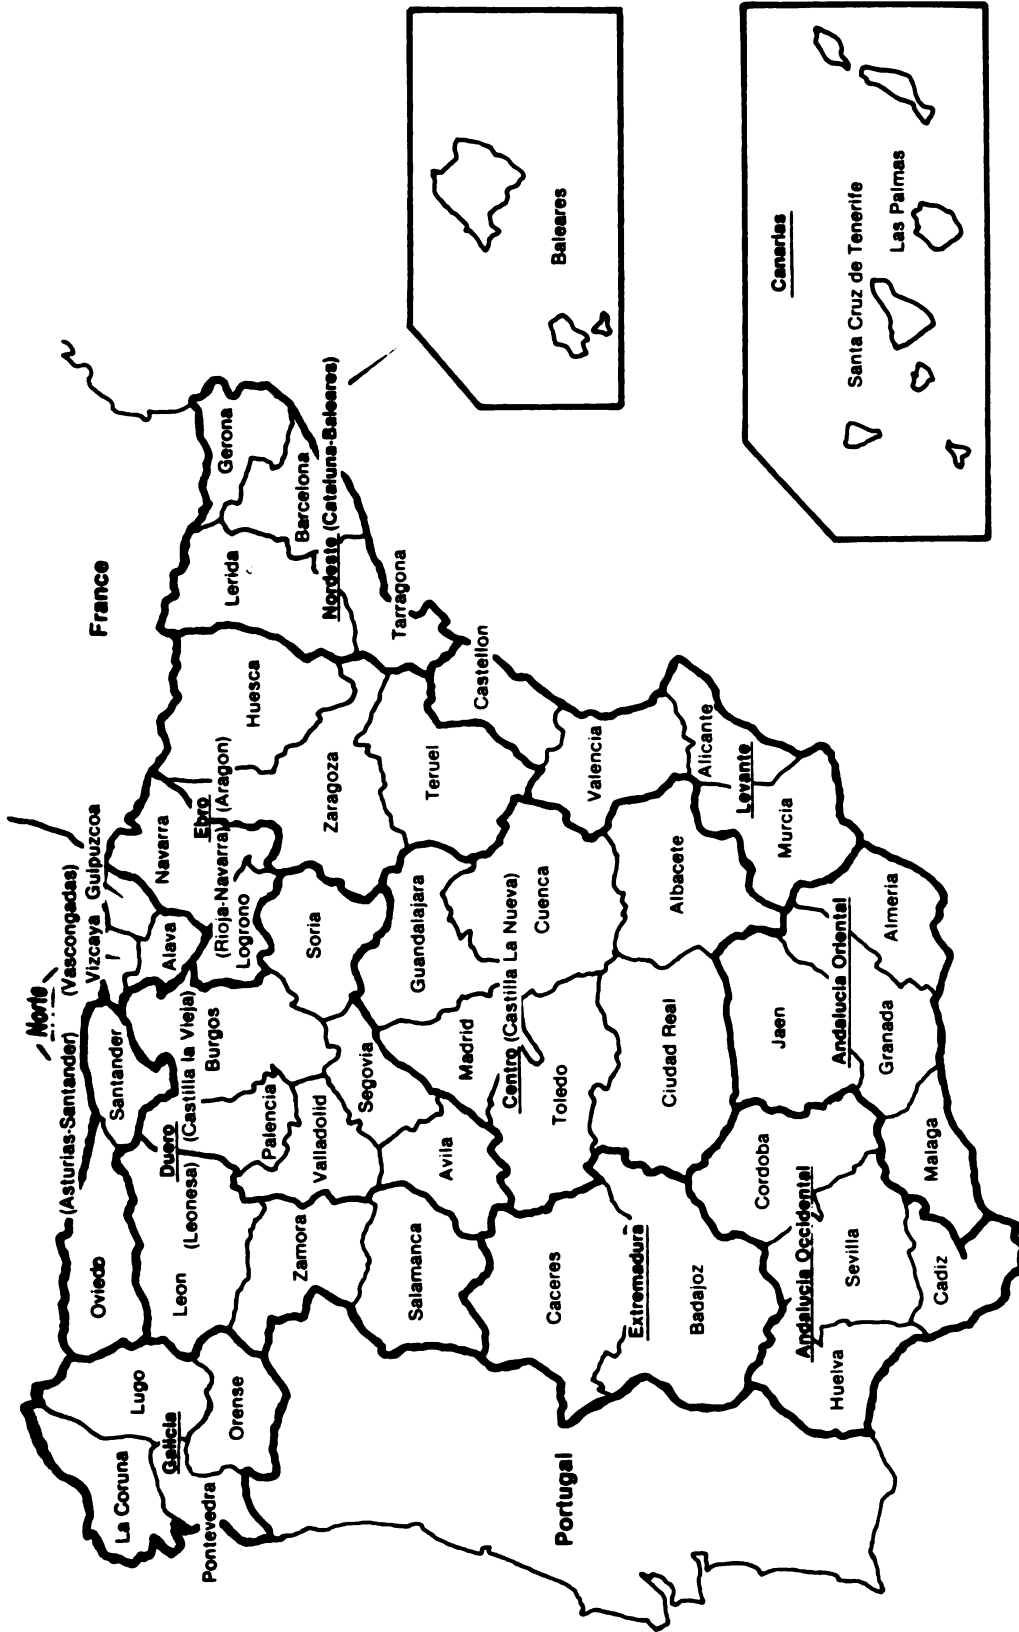 Norte
(Asturias-Santander) (Vascongadas)
Vizcaya Guipuzcoa
France
La Coruna
Lugo
Oviedo
Santander
Alava
Navarra
Galicia
Pontevedra
Orense
Leon
Duero
(Leonesa) (Castilla la Vieja)
Burgos
Palencia
Ebro
(Rioja-Navarra) (Aragon)
Logrono
Huesca
Lerida
Gerona
Barcelona
Nordeste (Cataluna-Baleares)
Zamora
Valladolid
Soria
Zaragoza
Segovia
Tarragona
Salamanca
Avila
Madrid
Guandalajara
Teruel
Castellon
Centro (Castilla La Nueva)
Portugal
Caceres
Toledo
Cuenca
Valencia
Baleares
Extremadura
Badajoz
Ciudad Real
Albacete
Alicante
Levante
Murcia
Cordoba
Jaen
Andalucia Occidental
Andalucia Oriental
Huelva
Sevilla
Granada
Almeria
Cadiz
Malaga
Canarias
Santa Cruz de Tenerife
Las Palmas